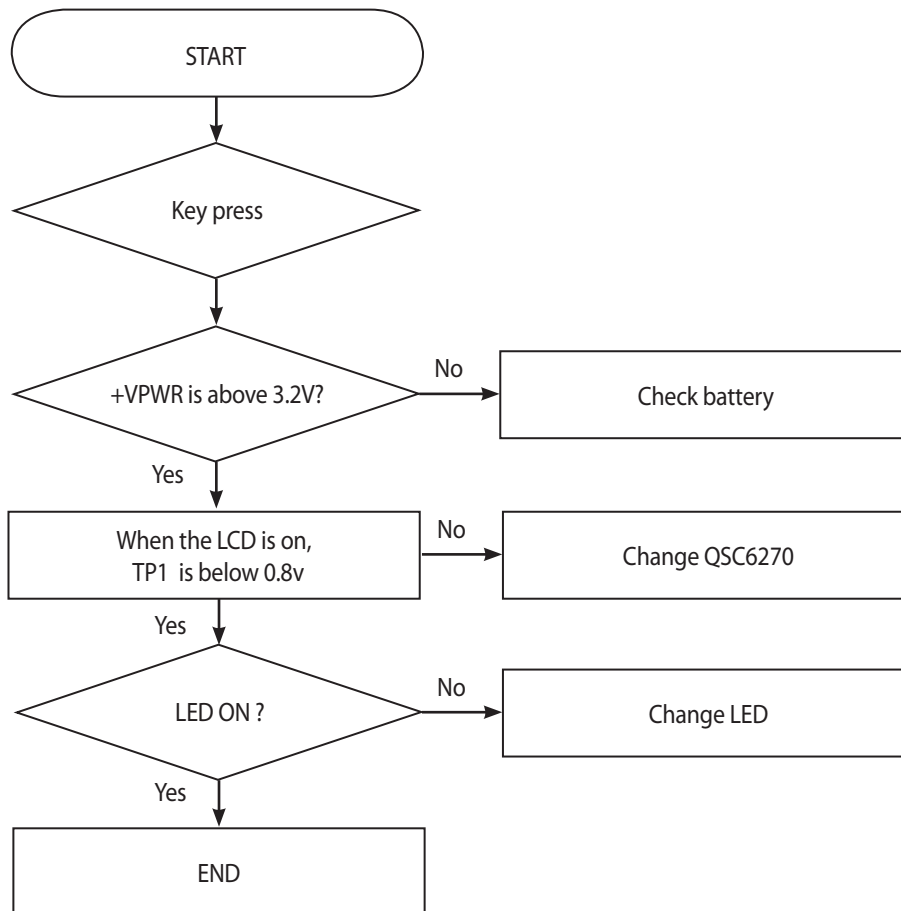 START
Key press
+VPWR is above 3.2V?
No
Check battery
Yes
When the LCD is on,
TP1 is below 0.8v
No
Change QSC6270
Yes
LED ON ?
No
Change LED
Yes
END